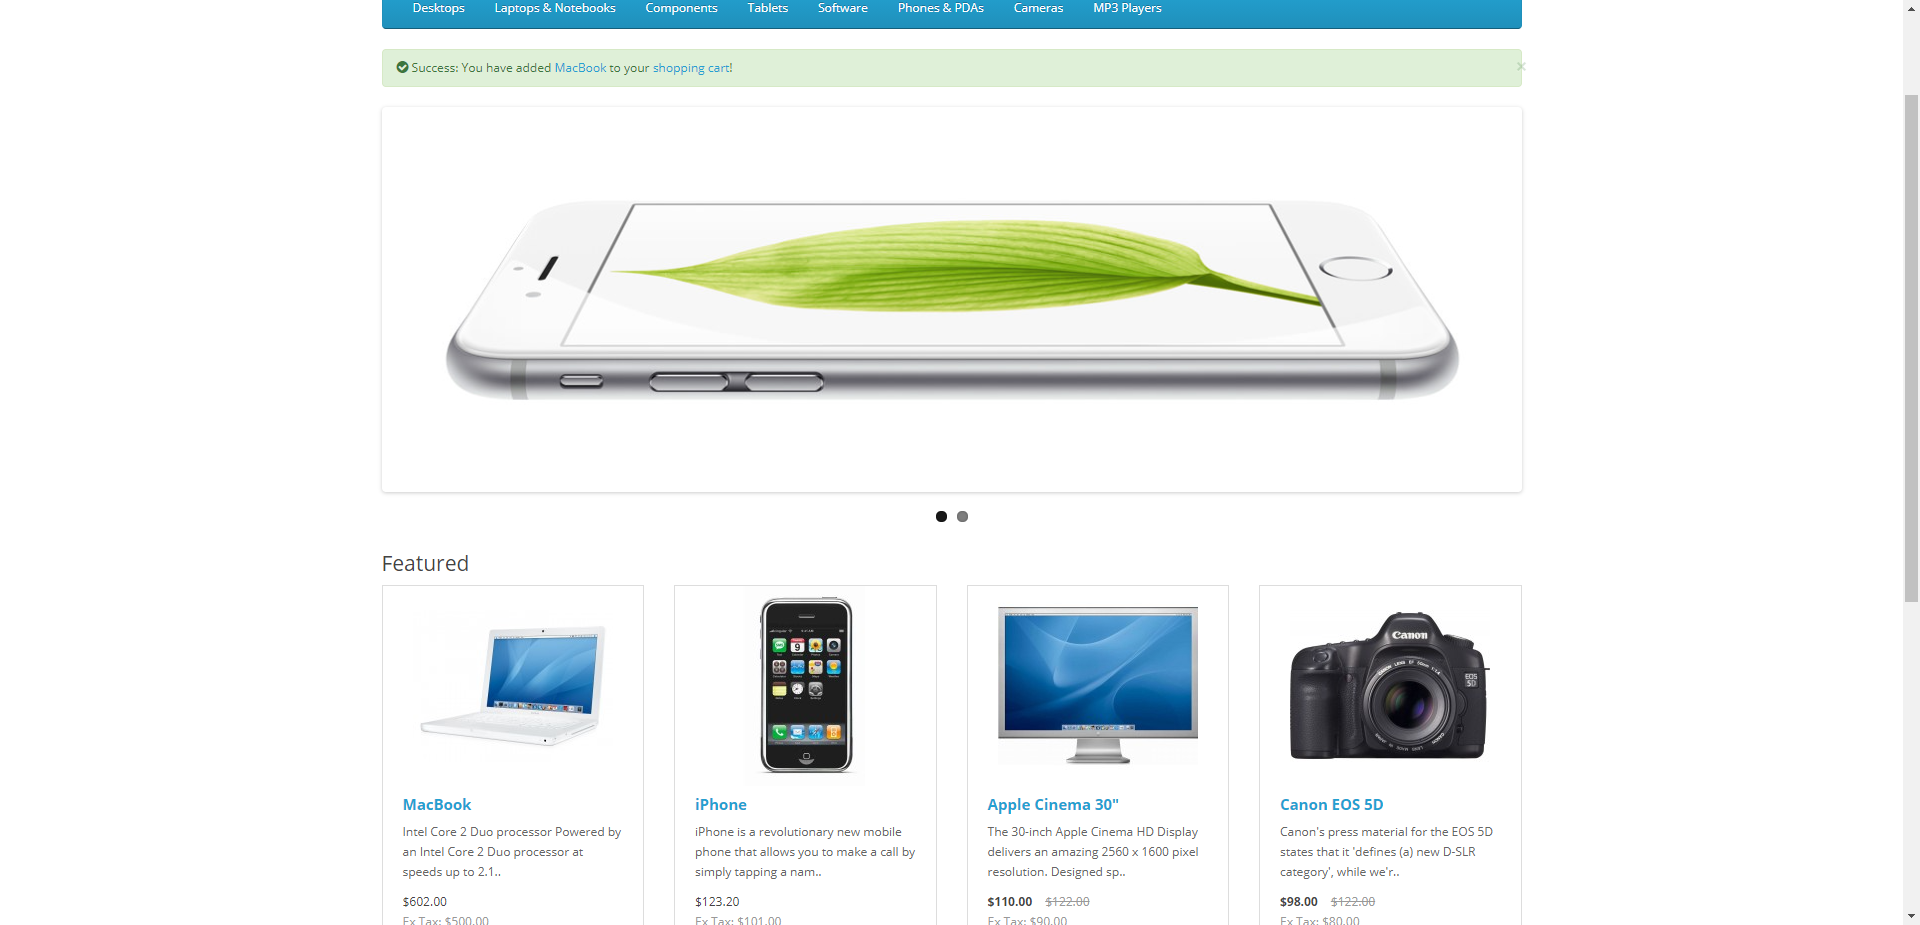 Desktops Laptops & Notebooks Components Tablets Software Phones & PDAs Cameras MP3 Players
Success: You have added MacBook to your shopping cart!
×
Featured
Canon
EOS
5D
MacBook
Intel Core 2 Duo processor Powered by
an Intel Core 2 Duo processor at
speeds up to 2.1..
$602.00
Ex Tax: $500.00
iPhone
iPhone is a revolutionary new mobile
phone that allows you to make a call by
simply tapping a nam..
$123.20
Ex Tax: $101.00
Apple Cinema 30"
The 30-inch Apple Cinema HD Display
delivers an amazing 2560 x 1600 pixel
resolution. Designed sp..
$110.00 $122.00
Ex Tax: $90.00
Canon EOS 5D
Canon's press material for the EOS 5D
states that it 'defines (a) new D-SLR
category', while we'r..
$98.00 $122.00
Ex Tax: $80.00